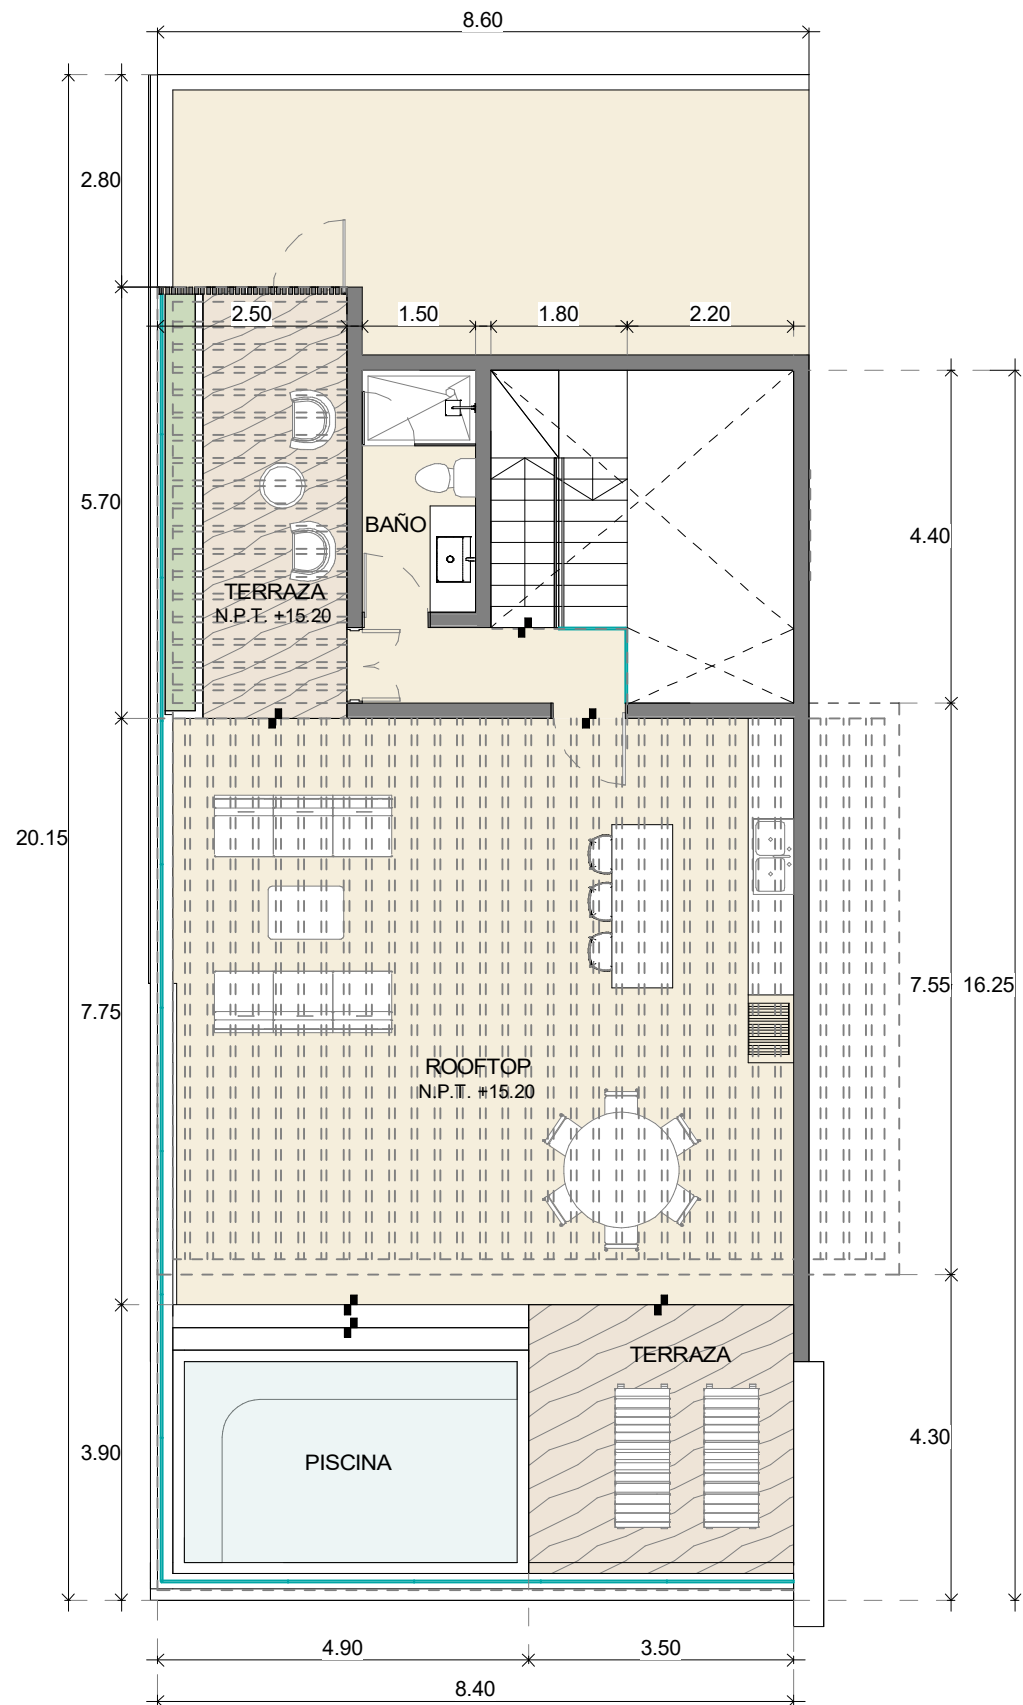 8.60
2.80
2.50
1.50
1.80
2.20
5.70
BAÑO
4.40
TERRAZA
N.P.T. +15.20
20.15
7.75
7.55
16.25
ROOFTOP
N.P.T. +15.20
TERRAZA
3.90
PISCINA
4.30
4.90
3.50
8.40